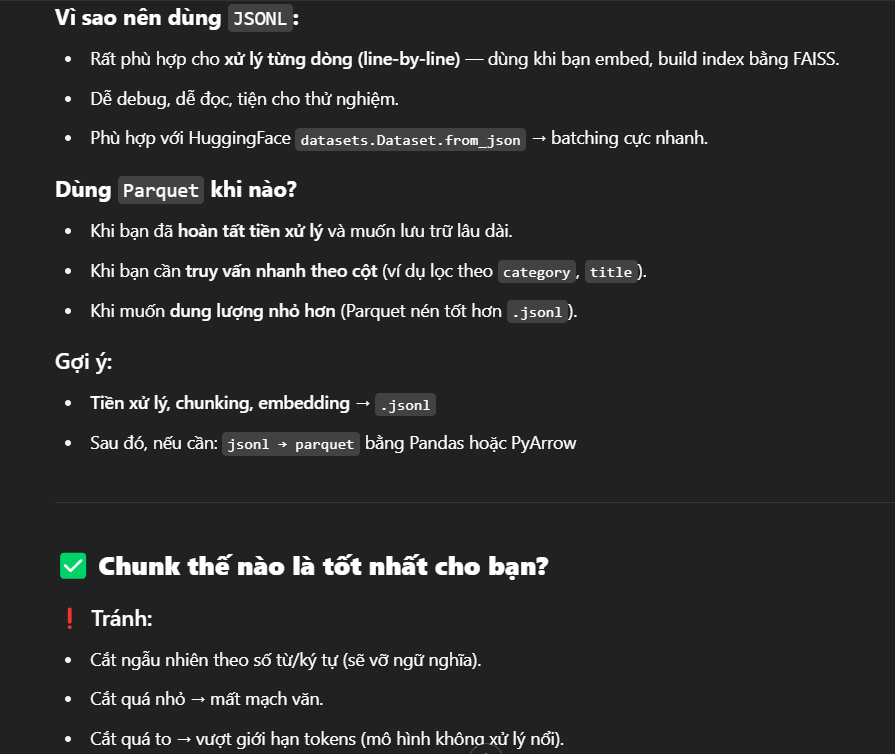 Vì sao nên dùng JSONL:
• Rất phù hợp cho xử lý từng dòng (line-by-line) — dùng khi bạn embed, build index bằng FAISS.
• Dễ debug, dễ đọc, tiện cho thử nghiệm.
• Phù hợp với HuggingFace datasets.Dataset.from_json → batching cực nhanh.
Dùng Parquet khi nào?
• Khi bạn đã hoàn tất tiền xử lý và muốn lưu trữ lâu dài.
• Khi bạn cần truy vấn nhanh theo cột (ví dụ lọc theo category, title).
• Khi muốn dung lượng nhỏ hơn (Parquet nén tốt hơn .jsonl).
Gợi ý:
• Tiền xử lý, chunking, embedding → .jsonl
• Sau đó, nếu cần: jsonl → parquet bằng Pandas hoặc PyArrow
✅ Chunk thế nào là tốt nhất cho bạn?
❗ Tránh:
• Cắt ngẫu nhiên theo số từ/ký tự (sẽ vỡ ngữ nghĩa).
• Cắt quá nhỏ → mất mạch văn.
• Cắt quá to → vượt giới hạn tokens (mô hình không xử lý nổi).